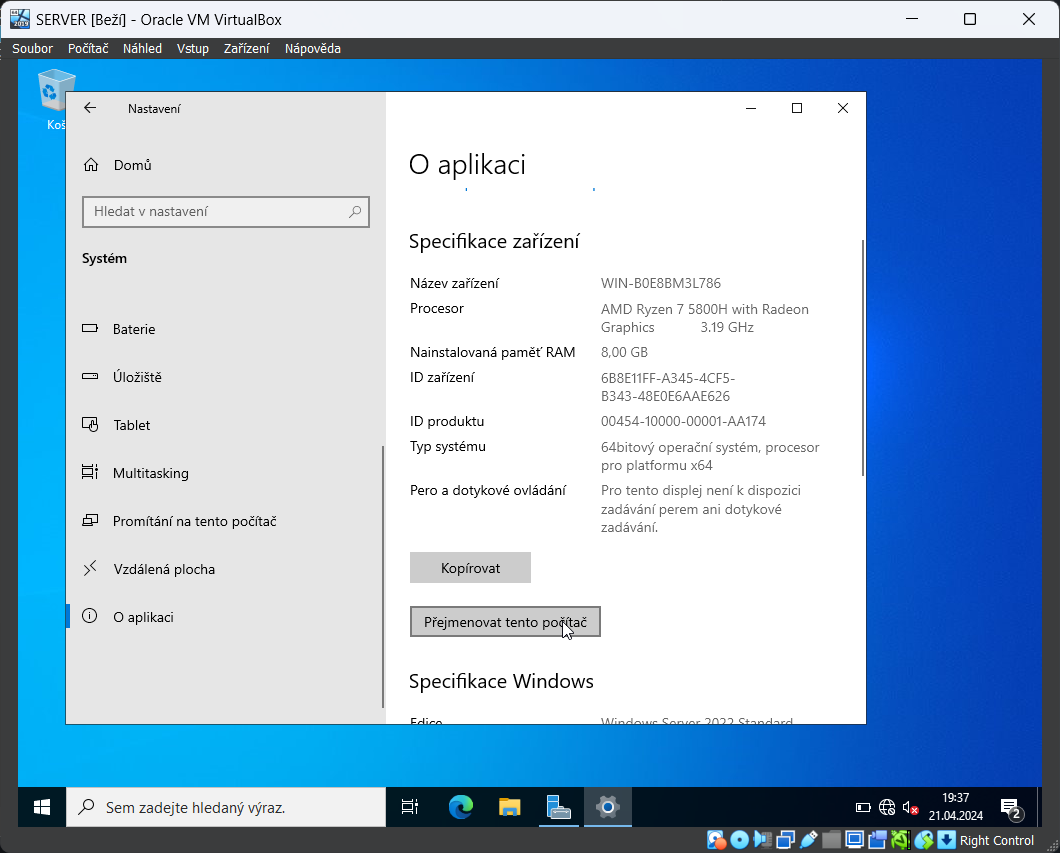 SERVER [Beží] - Oracle VM VirtualBox
Soubor Počítač Náhled Vstup Zařízení Nápověda
Koš
Nastavení
Domů
Hledat v nastavení
Systém
Baterie
Úložiště
Tablet
Multitasking
Promítání na tento počítač
Vzdálená plocha
O aplikaci
O aplikaci
Specifikace zařízení
Název zařízení WIN-B0E8BM3L786
Procesor AMD Ryzen 7 5800H with Radeon
Graphics 3.19 GHz
Nainstalovaná paměť RAM 8,00 GB
ID zařízení 6B8E11FF-A345-4CF5-
B343-48E0E6AAE626
ID produktu 00454-10000-00001-AA174
Typ systému 64bitový operační systém, procesor
pro platformu x64
Pero a dotykové ovládání Pro tento displej není k dispozici
zadávání perem ani dotykové
zadávání.
Kopírovat
Přejmenovat tento počítač
Specifikace Windows
Edice Windows Server 2022 Standard
Sem zadejte hledaný výraz.
19:37
21.04.2024
2
Right Control